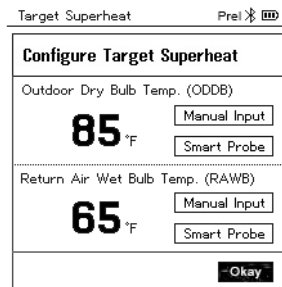 Target Superheat Prel
Configure Target Superheat
Outdoor Dry Bulb Temp. (ODDB)
85 °F
Manual Input
Smart Probe
Return Air Wet Bulb Temp. (RAWB)
65 °F
Manual Input
Smart Probe
Okay